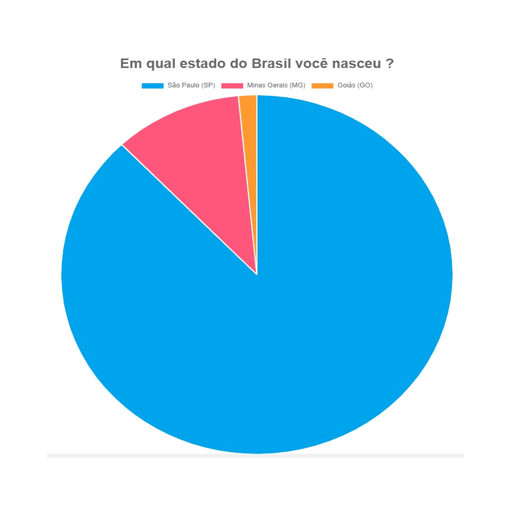 Em qual estado do Brasil você nasceu ?
São Paulo (SP) Minas Gerais (MG) Goiás (GO)